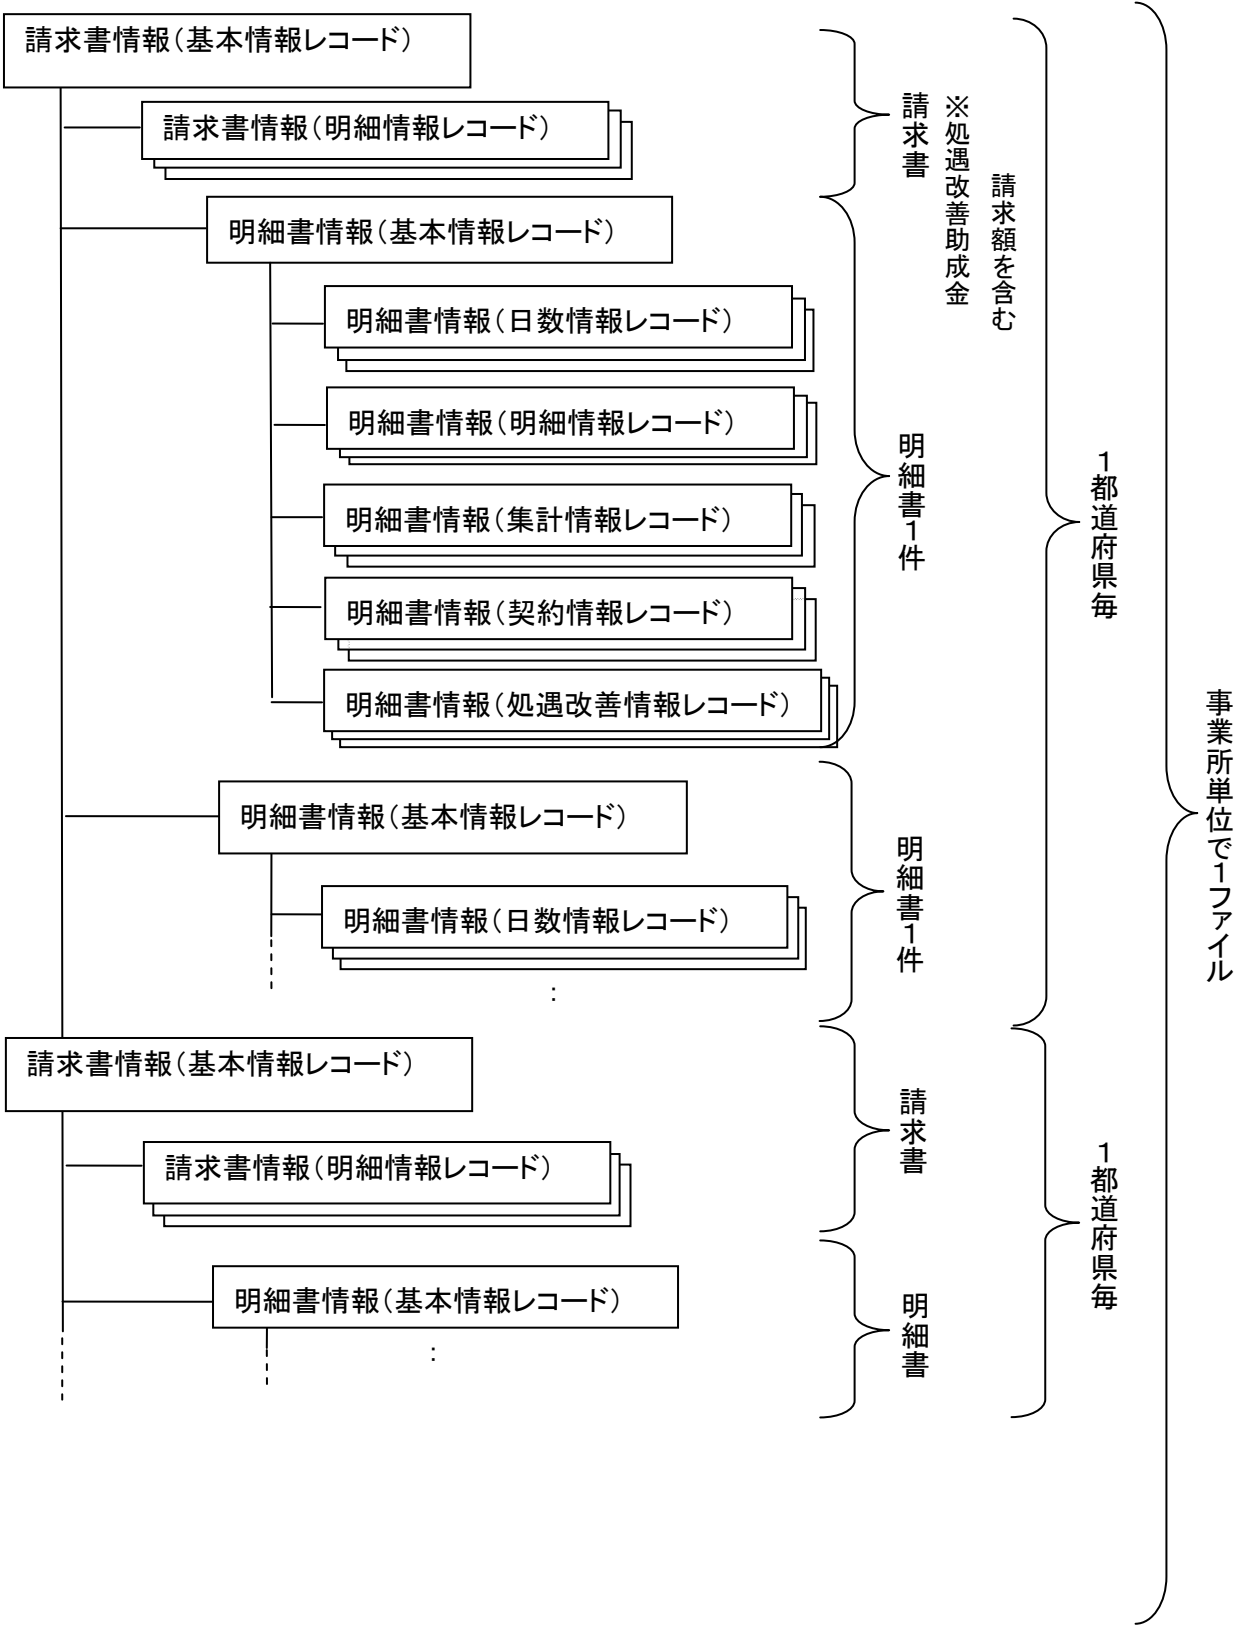 請求書情報（基本情報レコード）
請求書情報（明細情報レコード）
明細書情報（基本情報レコード）
明細書情報（日数情報レコード）
明細書情報（明細情報レコード）
明細書情報（集計情報レコード）
明細書情報（契約情報レコード）
明細書情報（処遇改善情報レコード）
明細書情報（基本情報レコード）
明細書情報（日数情報レコード）
：
請求書情報（基本情報レコード）
請求書情報（明細情報レコード）
明細書情報（基本情報レコード）
：
請求書
※処遇改善助成金
請求額を含む
明細書１件
明細書１件
請求書
明細書
１都道府県毎
１都道府県毎
事業所単位で１ファイル